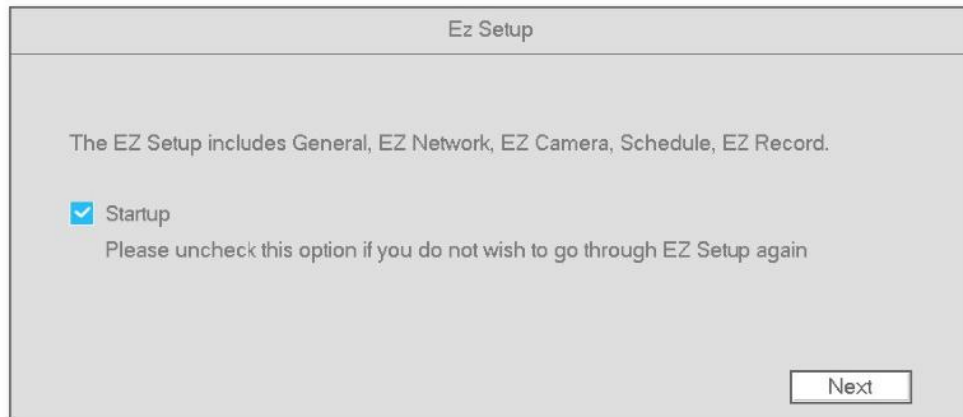 Ez Setup
The EZ Setup includes General, EZ Network, EZ Camera, Schedule, EZ Record.
Startup
Please uncheck this option if you do not wish to go through EZ Setup again
Next